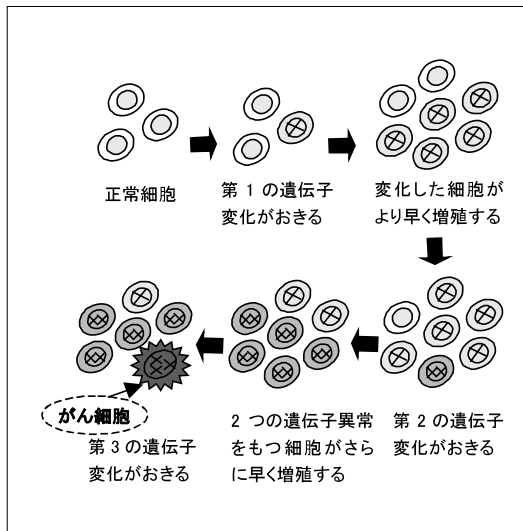 正常細胞
第 1 の遺伝子
変化がおきる
変化した細胞が
より早く増殖する
第 2 の遺伝子
変化がおきる
2 つの遺伝子異常
をもつ細胞がさら
に早く増殖する
がん細胞
第 3 の遺伝子
変化がおきる